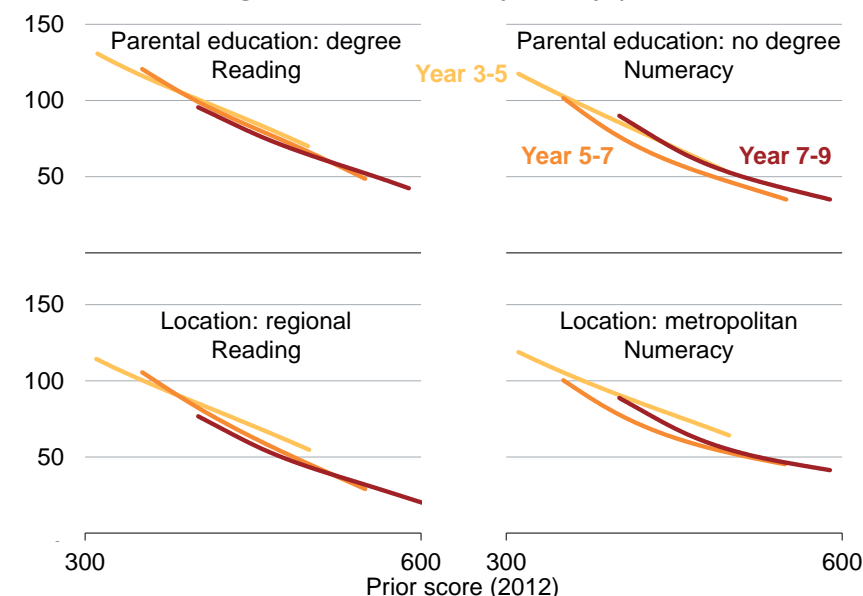 150
100
50
Parental education: degree
Reading
Parental education: no degree
Numeracy
Year 3-5
Year 5-7
Year 7-9
150
100
50
-
Location: regional
Reading
Location: metropolitan
Numeracy
300
600
300
600
Prior score (2012)